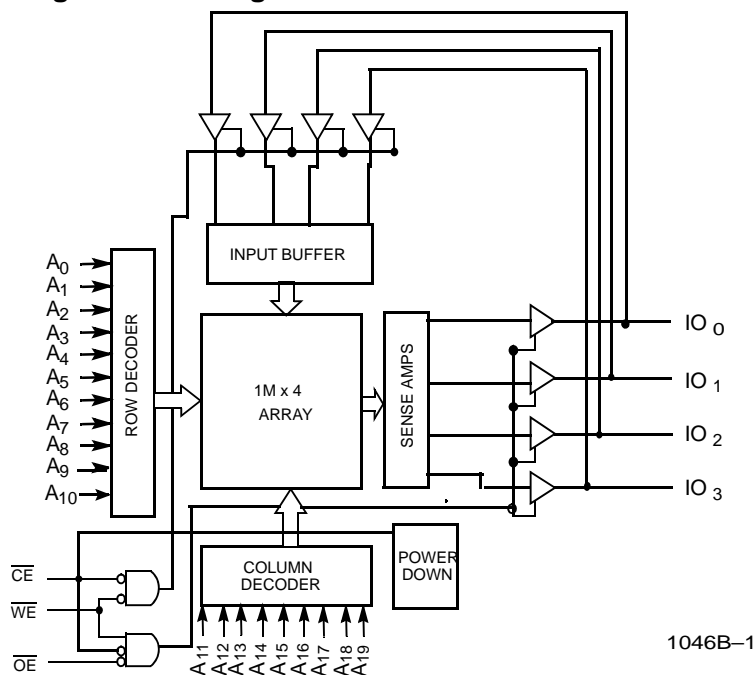 INPUT BUFFER
A0
A1
A2
A3
A4
A5
A6
A7
A8
A9
A10
ROW DECODER
1M x 4
ARRAY
SENSE AMPS
IO 0
IO 1
IO 2
IO 3
COLUMN
DECODER
POWER
DOWN
CE
WE
OE
A11
A12
A13
A14
A15
A16
A17
A18
A19
1046B–1